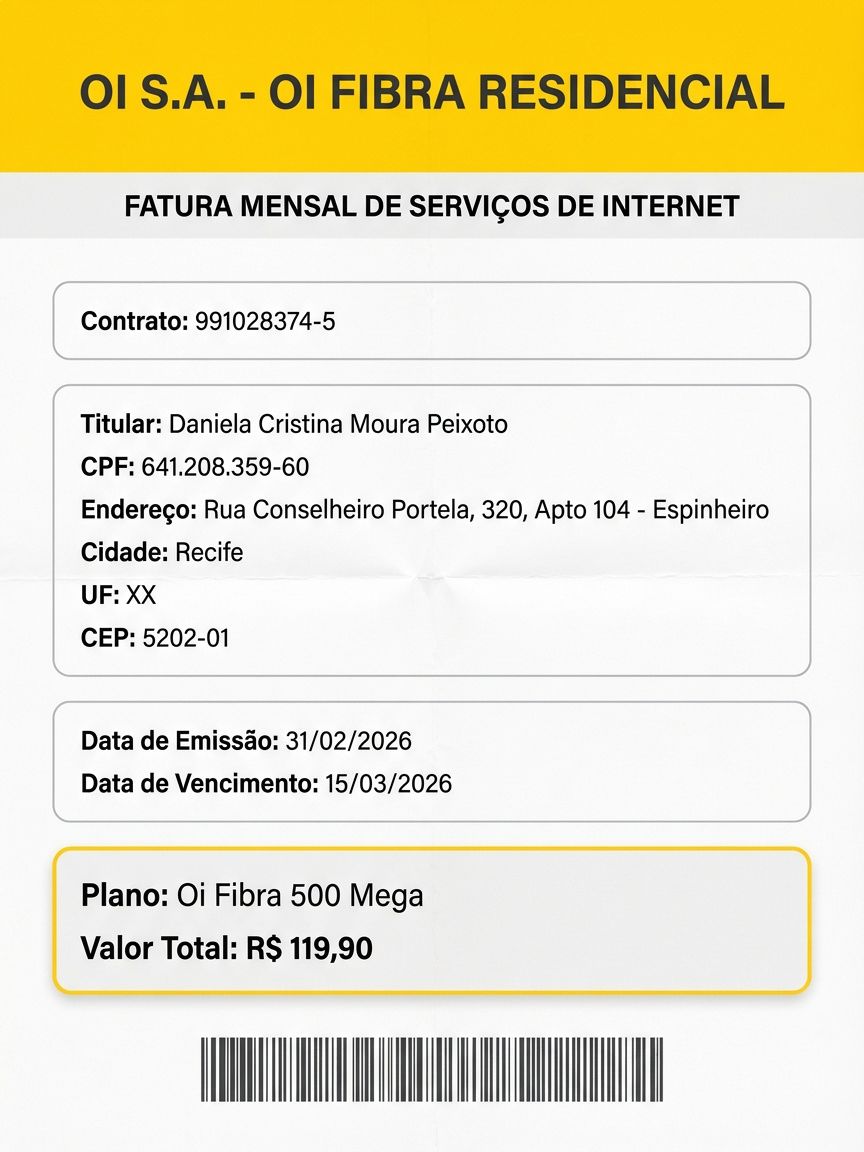 OI S.A. - OI FIBRA RESIDENCIAL
FATURA MENSAL DE SERVIÇOS DE INTERNET
Contrato: 991028374-5
Titular: Daniela Cristina Moura Peixoto
CPF: 641.208.359-60
Endereço: Rua Conselheiro Portela, 320, Apto 104 - Espinheiro
Cidade: Recife
UF: XX
CEP: 5202-01
Data de Emissão: 31/02/2026
Data de Vencimento: 15/03/2026
Plano: Oi Fibra 500 Mega
Valor Total: R$ 119,90